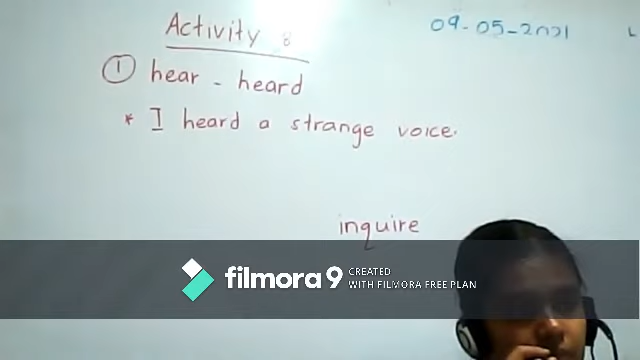 Activity 8
09-05-2021
L
① hear - heard
* I heard a strange voice.
inquire
filmora 9 CREATED
WITH FILMORA FREE PLAN